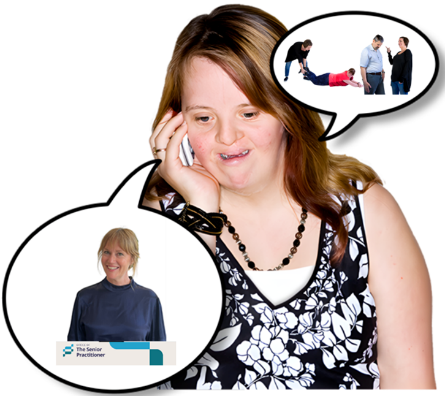 The Senior
Practitioner